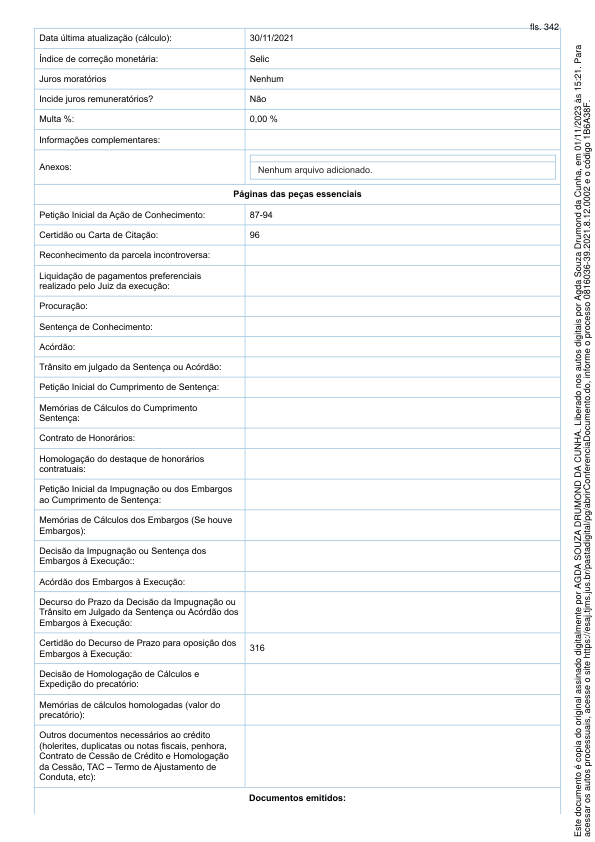 fls. 342
Data última atualização (cálculo): 30/11/2021
Índice de correção monetária: Selic
Juros moratórios Nenhum
Incide juros remuneratórios? Não
Multa %: 0,00 %
Informações complementares:
Anexos: Nenhum arquivo adicionado.
Páginas das peças essenciais
Petição Inicial da Ação de Conhecimento: 87-94
Certidão ou Carta de Citação: 96
Reconhecimento da parcela incontroversa:
Liquidação de pagamentos preferenciais
realizado pelo Juiz da execução:
Procuração:
Sentença de Conhecimento:
Acórdão:
Trânsito em julgado da Sentença ou Acórdão:
Petição Inicial do Cumprimento de Sentença:
Memórias de Cálculos do Cumprimento
Sentença:
Contrato de Honorários:
Homologação do destaque de honorários
contratuais:
Petição Inicial da Impugnação ou dos Embargos
ao Cumprimento de Sentença:
Memórias de Cálculos dos Embargos (Se houve
Embargos):
Decisão da Impugnação ou Sentença dos
Embargos à Execução::
Acórdão dos Embargos à Execução:
Decurso do Prazo da Decisão da Impugnação ou
Trânsito em Julgado da Sentença ou Acórdão dos
Embargos à Execução:
Certidão do Decurso de Prazo para oposição dos
Embargos à Execução: 316
Decisão de Homologação de Cálculos e
Expedição do precatório:
Memórias de cálculos homologadas (valor do
precatório):
Outros documentos necessários ao crédito
(holerites, duplicatas ou notas fiscais, penhora,
Contrato de Cessão de Crédito e Homologação
da Cessão, TAC – Termo de Ajustamento de
Conduta, etc):
Documentos emitidos:
Este documento é copia do original assinado digitalmente por AGDA SOUZA DRUMOND DA CUNHA. Liberado nos autos digitais por Agda Souza Drumond da Cunha, em 01/11/2023 às 15:21. Para
acessar os autos processuais, acesse o site https://esaj.tjms.jus.br/pastadigital/pg/abrirConferenciaDocumento.do, informe o processo 0816036-39.2021.8.12.0002 e o código 1B6A38F.